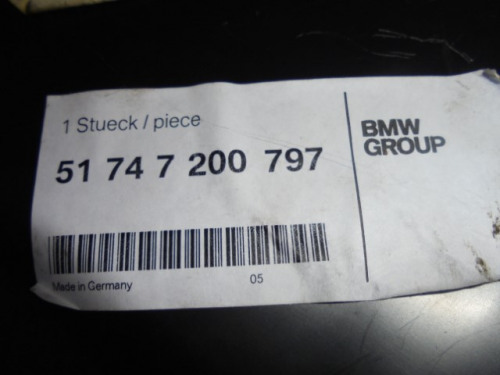 1 Stueck / piece
51 74 7 200 797
Made in Germany
05
BMW
GROUP